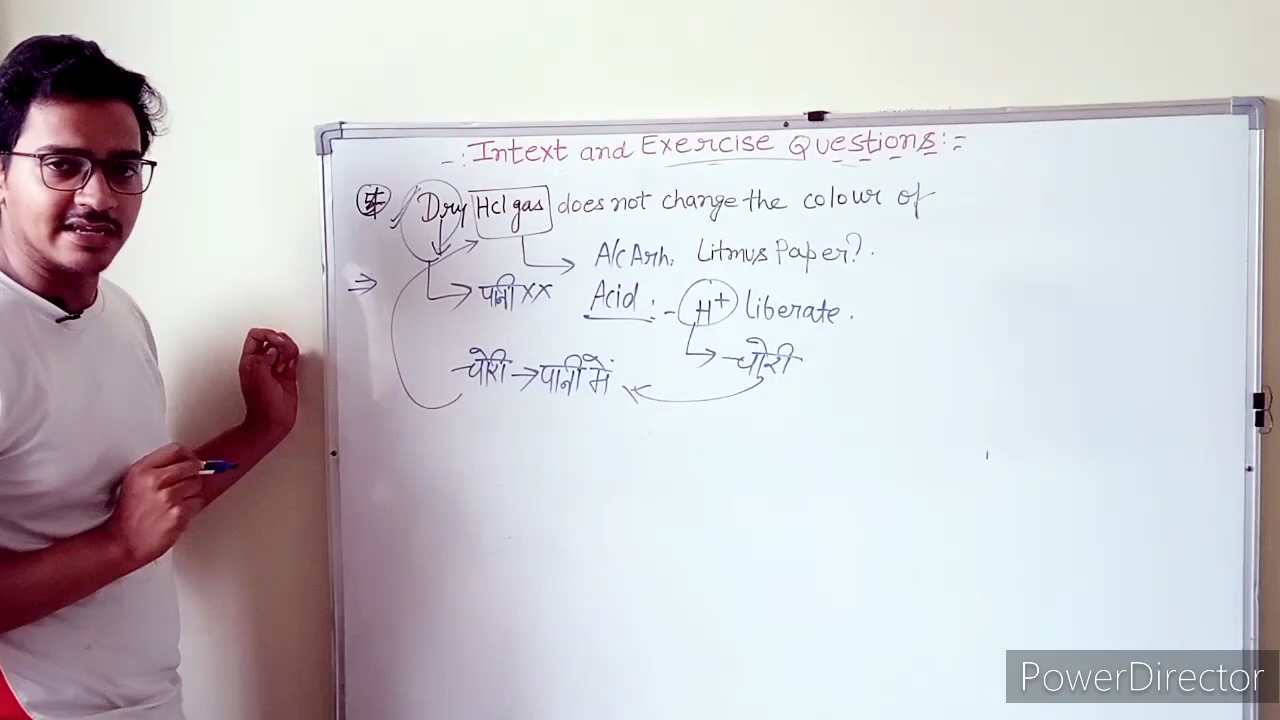 -: Intext and Exercise Questions :-
Dry Hcl gas does not change the colour of
A/c Arh. Litmus Paper?.
⇒ → पानी xx Acid :- H+ liberate.
→ चोरी
चोरी → पानी में
PowerDirector